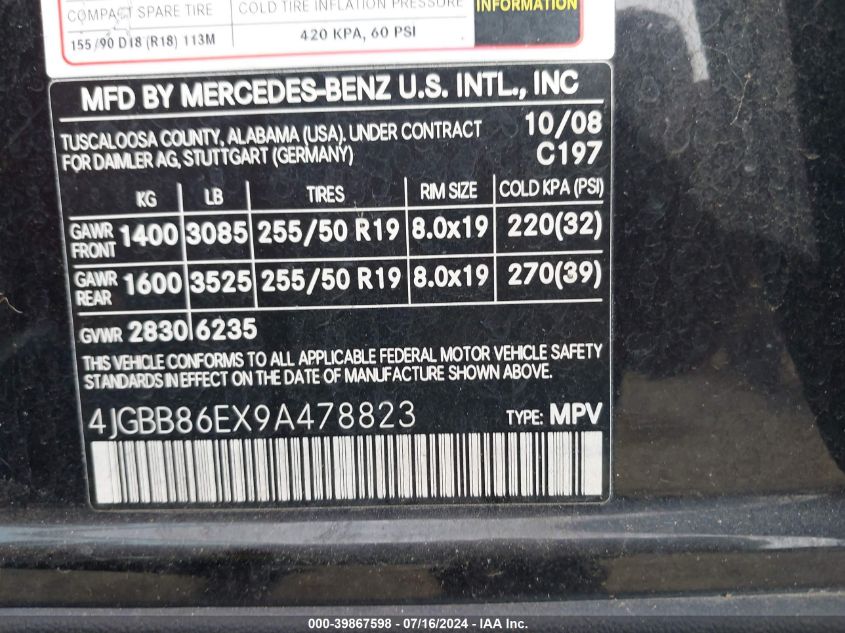 COMPACT SPARE TIRE
COLD TIRE INFLATION PRESSURE
INFORMATION
155/90 D18 (R18) 113M
420 KPA, 60 PSI
MFD BY MERCEDES-BENZ U.S. INTL., INC
TUSCALOOSA COUNTY, ALABAMA (USA). UNDER CONTRACT
FOR DAIMLER AG, STUTTGART (GERMANY)
10/08
C197
KG LB TIRES RIM SIZE COLD KPA (PSI)
GAWR FRONT 1400 3085 255/50 R19 8.0x19 220(32)
GAWR REAR 1600 3525 255/50 R19 8.0x19 270(39)
GVWR 2830 6235
THIS VEHICLE CONFORMS TO ALL APPLICABLE FEDERAL MOTOR VEHICLE SAFETY
STANDARDS IN EFFECT ON THE DATE OF MANUFACTURE SHOWN ABOVE.
4JGBB86EX9A478823 TYPE: MPV
000-39867598 - 07/16/2024 - © IAA Inc.